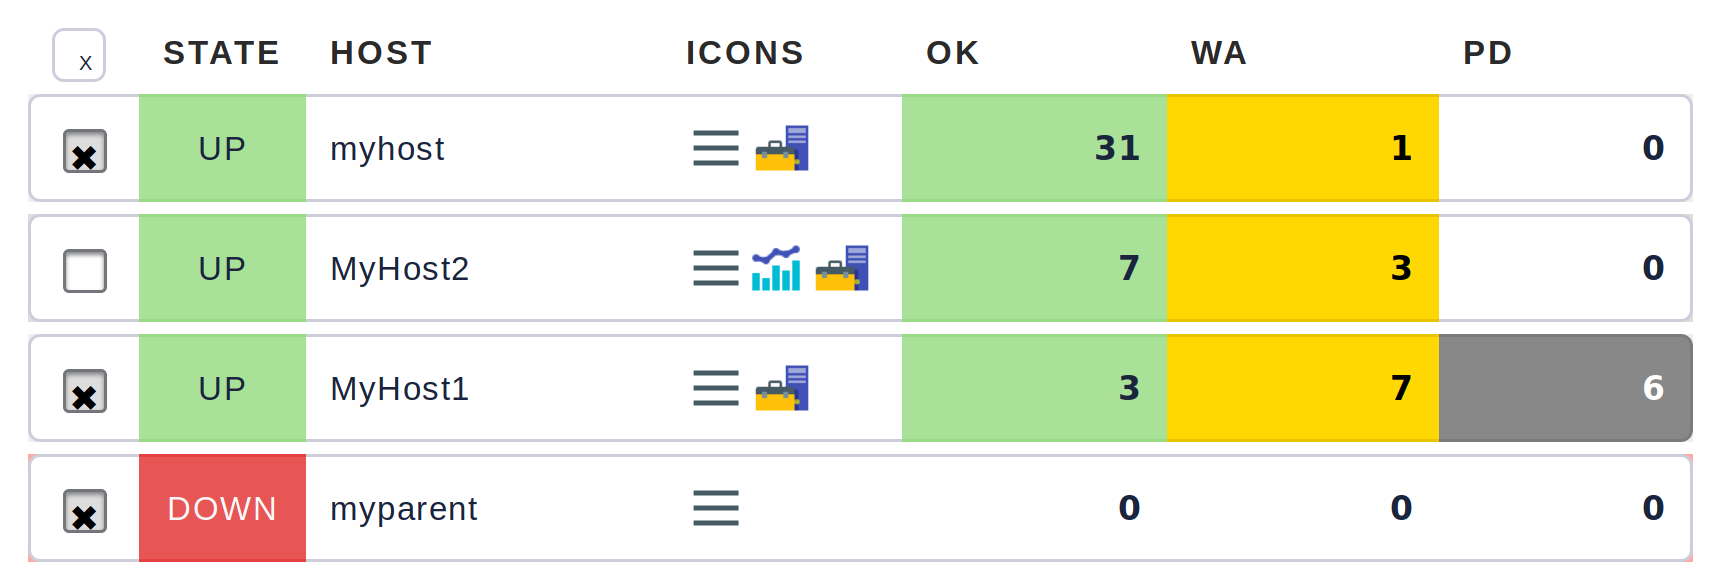 X STATE HOST ICONS OK WA PD
UP myhost 31 1 0
UP MyHost2 7 3 0
UP MyHost1 3 7 6
DOWN myparent 0 0 0